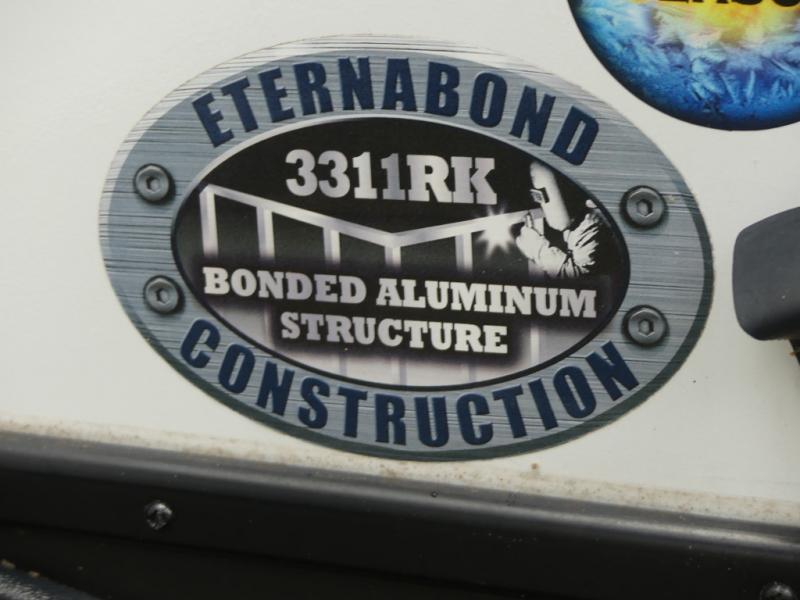 ETERNABOND
3311RK
BONDED ALUMINUM
STRUCTURE
CONSTRUCTION